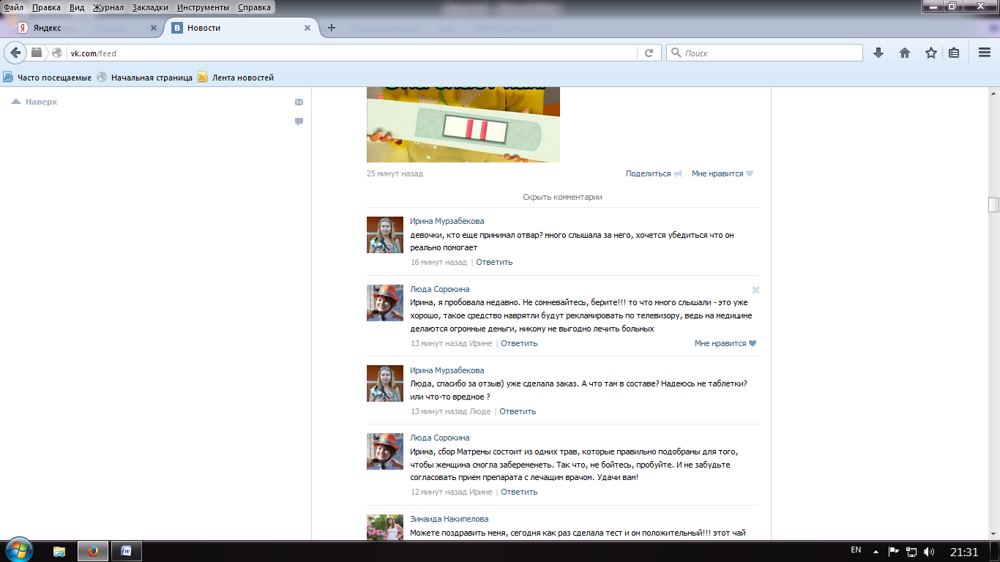 Файл Правка Вид Журнал Закладки Инструменты Справка
Яндекс
Новости
vk.com/feed
Поиск
Часто посещаемые Начальная страница Лента новостей
Наверх
25 минут назад
Поделиться Мне нравится
Скрыть комментарии
Ирина Мурзабекова
девочки, кто еще принимал отвар? много слышала за него, хочется убедиться что он
реально помогает
16 минут назад | Ответить
Люда Сорокина
Ирина, я пробовала недавно. Не сомневайтесь, берите!!! то что много слышали - это уже
хорошо, такое средство наврятли будут рекламировать по телевизору, ведь на медицине
делаются огромные деньги, никому не выгодно лечить больных
13 минут назад Ирине | Ответить
Мне нравится
Ирина Мурзабекова
Люда, спасибо за отзыв) уже сделала заказ. А что там в составе? Надеюсь не таблетки?
или что-то вредное ?
13 минут назад Люде | Ответить
Люда Сорокина
Ирина, сбор Матрены состоит из одних трав, которые правильно подобраны для того,
чтобы женщина смогла забеременеть. Так что, не бойтесь, пробуйте. И не забудьте
согласовать прием препарата с лечащим врачом. Удачи вам!
12 минут назад Ирине | Ответить
Зинаида Накипелова
Можете поздравить меня, сегодня как раз сделала тест и он положительный!!! этот чай
EN
21:31